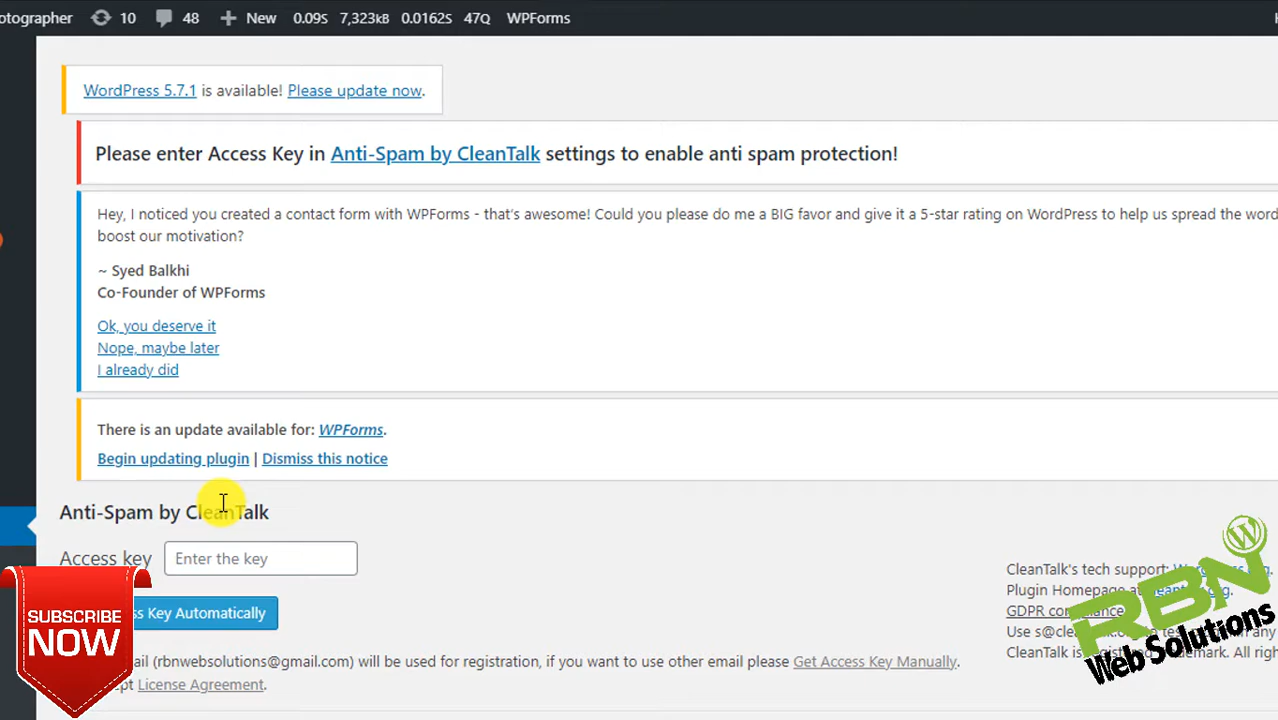 otographer 10 48 + New 0.09s 7,323kB 0.0162s 47Q WPForms
WordPress 5.7.1 is available! Please update now.
Please enter Access Key in Anti-Spam by CleanTalk settings to enable anti spam protection!
Hey, I noticed you created a contact form with WPForms - that's awesome! Could you please do me a BIG favor and give it a 5-star rating on WordPress to help us spread the word
boost our motivation?
~ Syed Balkhi
Co-Founder of WPForms
Ok, you deserve it
Nope, maybe later
I already did
There is an update available for: WPForms.
Begin updating plugin | Dismiss this notice
Anti-Spam by CleanTalk
Access key Enter the key
CleanTalk's tech support:
Plugin Homepage at
GDPR
Key Automatically
SUBSCRIBE
NOW
RBN
Web Solutions
(rbnwebsolutions@gmail.com) will be used for registration, if you want to use other email please Get Access Key Manually.
License Agreement.